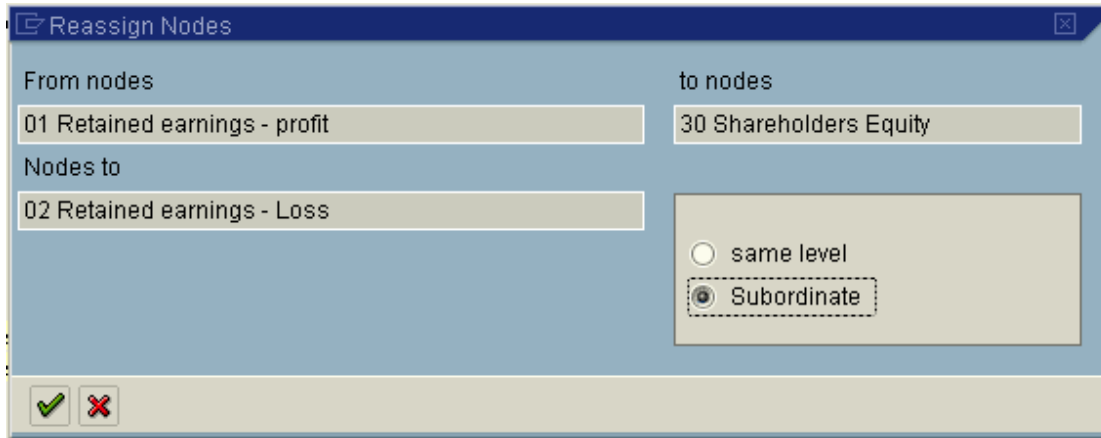 Reassign Nodes
From nodes
to nodes
01 Retained earnings - profit
30 Shareholders Equity
Nodes to
02 Retained earnings - Loss
same level
Subordinate